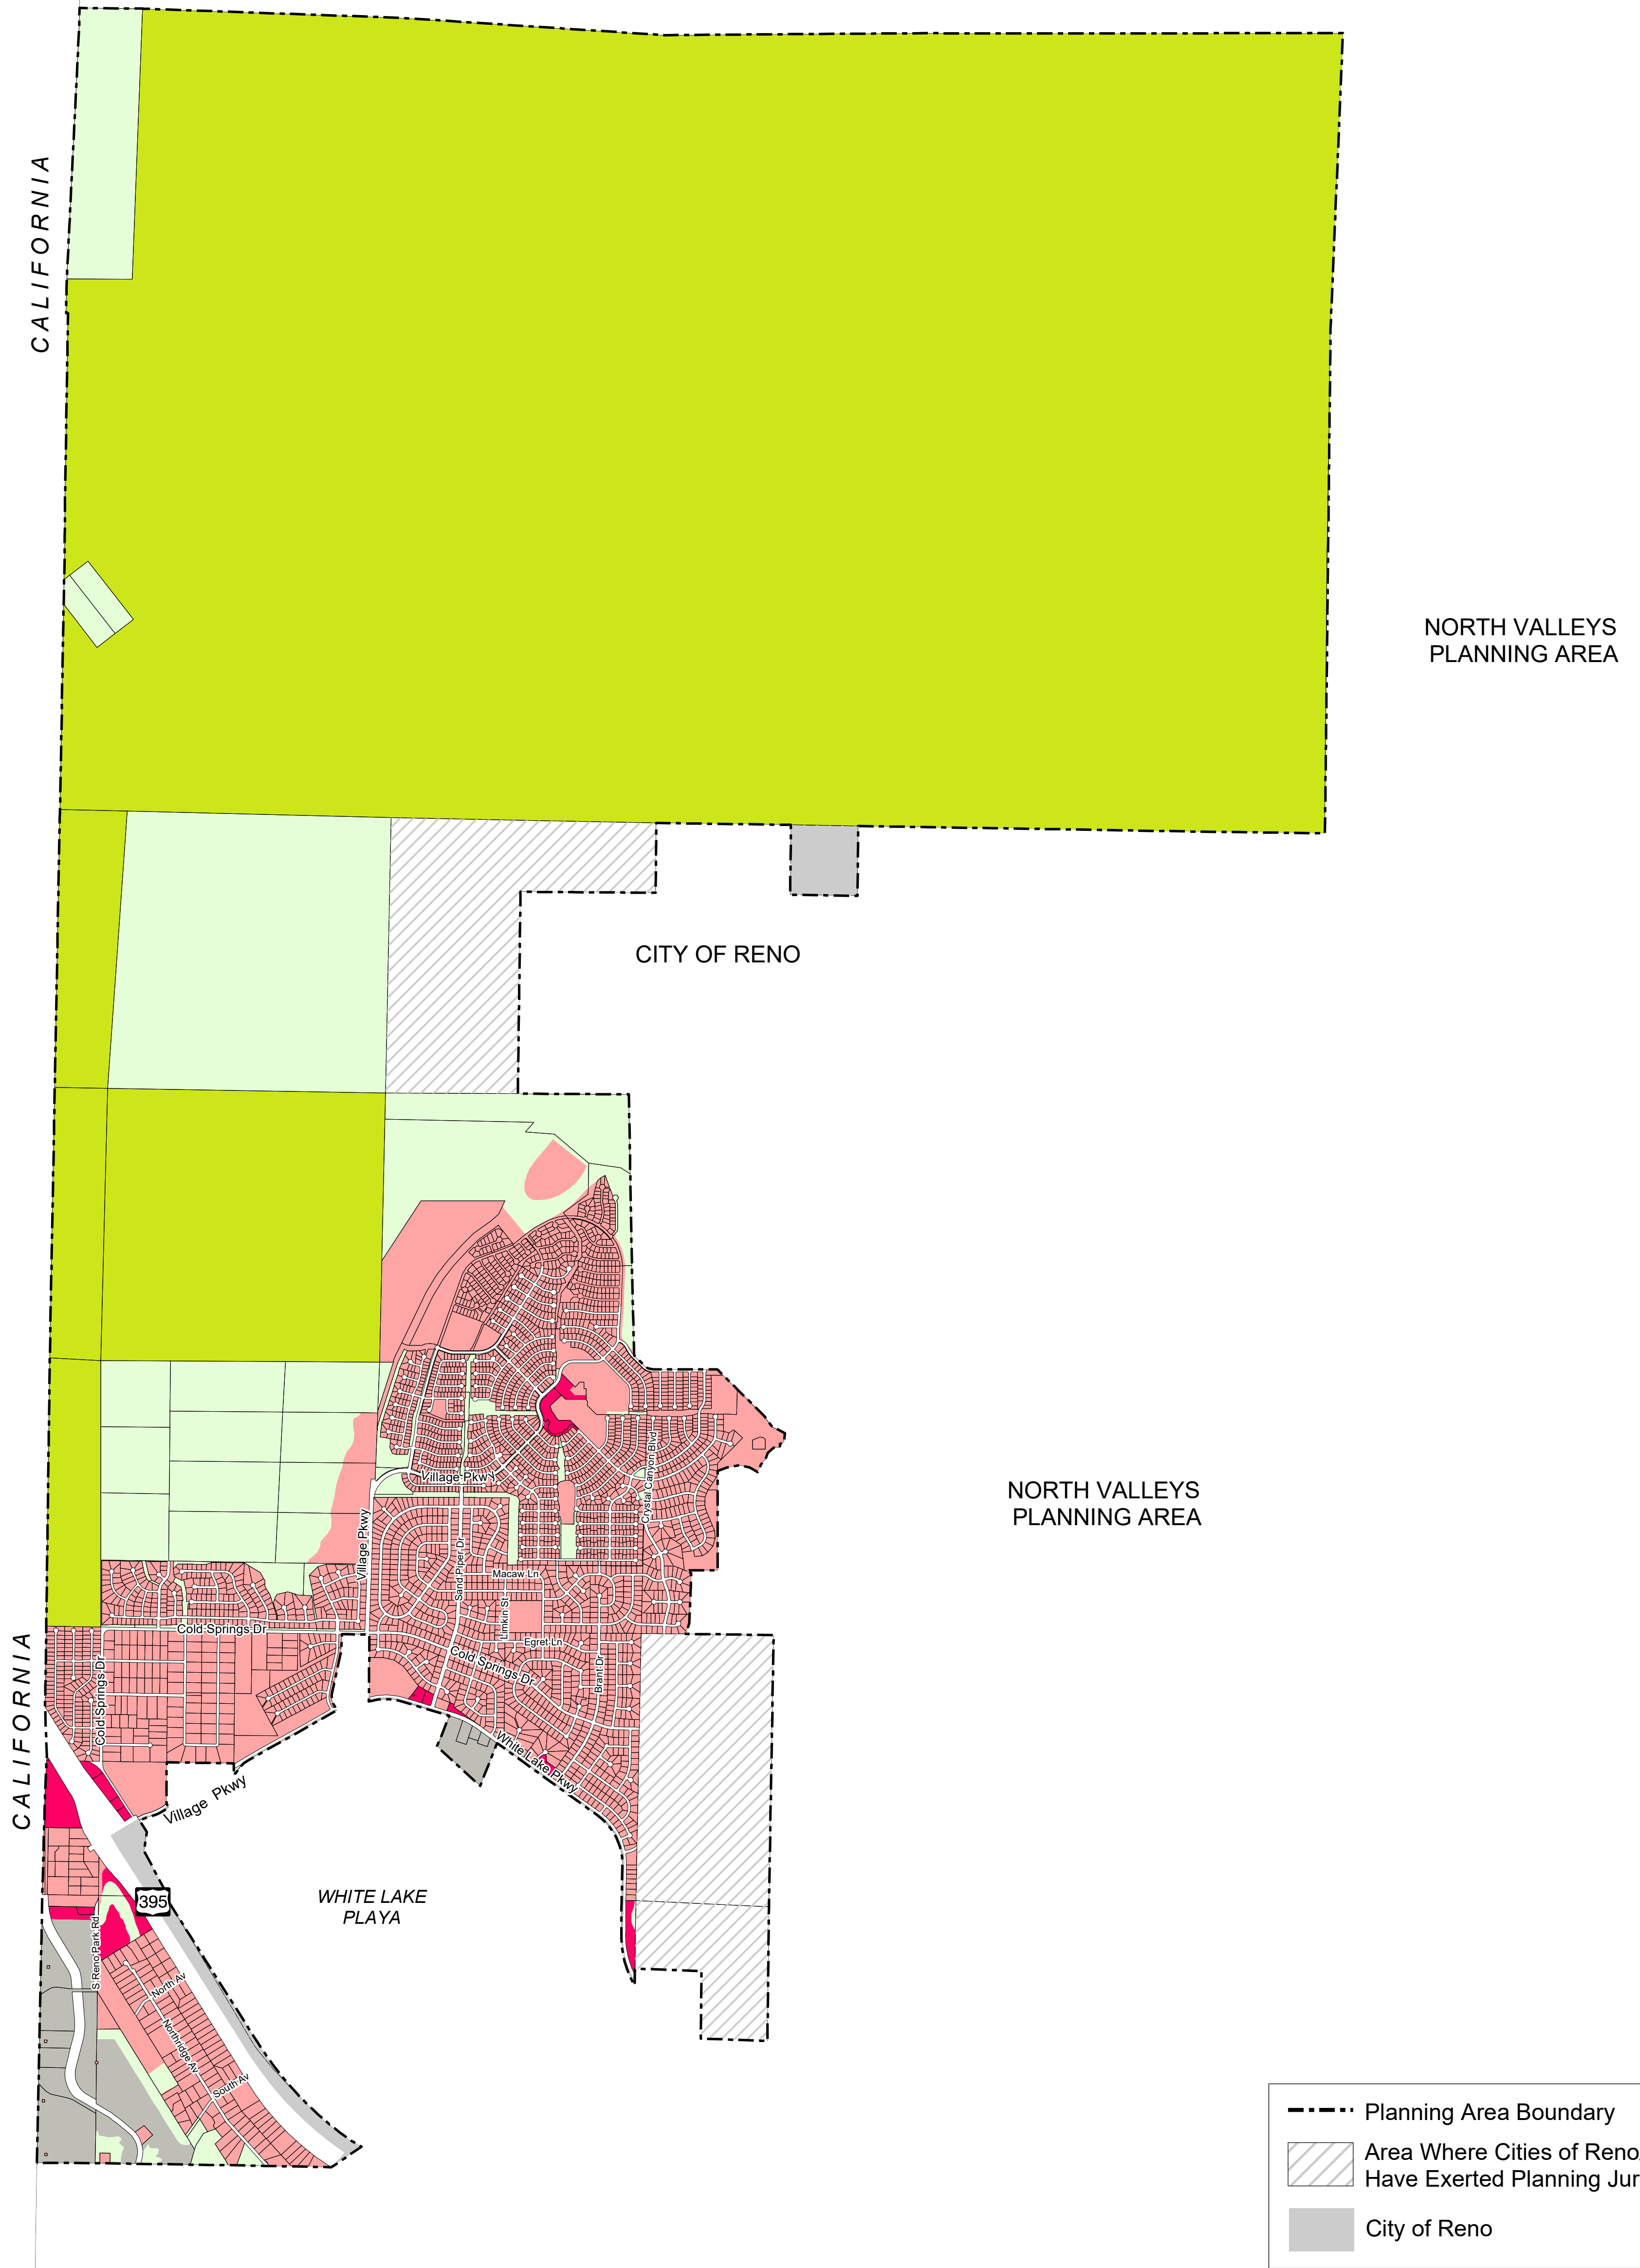 CALIFORNIA
NORTH VALLEYS
PLANNING AREA
CITY OF RENO
NORTH VALLEYS
PLANNING AREA
Village Pkwy
Crystal Canyon Blvd
Village Pkwy
Sand Piper Dr
Macaw Ln
Limkin St
Cold Springs Dr
Egret Ln
Cold Springs Dr
Brant Dr
Cold Springs Dr
CALIFORNIA
White Lake Pkwy
Village Pkwy
395
WHITE LAKE
PLAYA
S Reno Park Rd
North Av
Northridge Av
South Av
Planning Area Boundary
Area Where Cities of Reno
Have Exerted Planning Jur
City of Reno